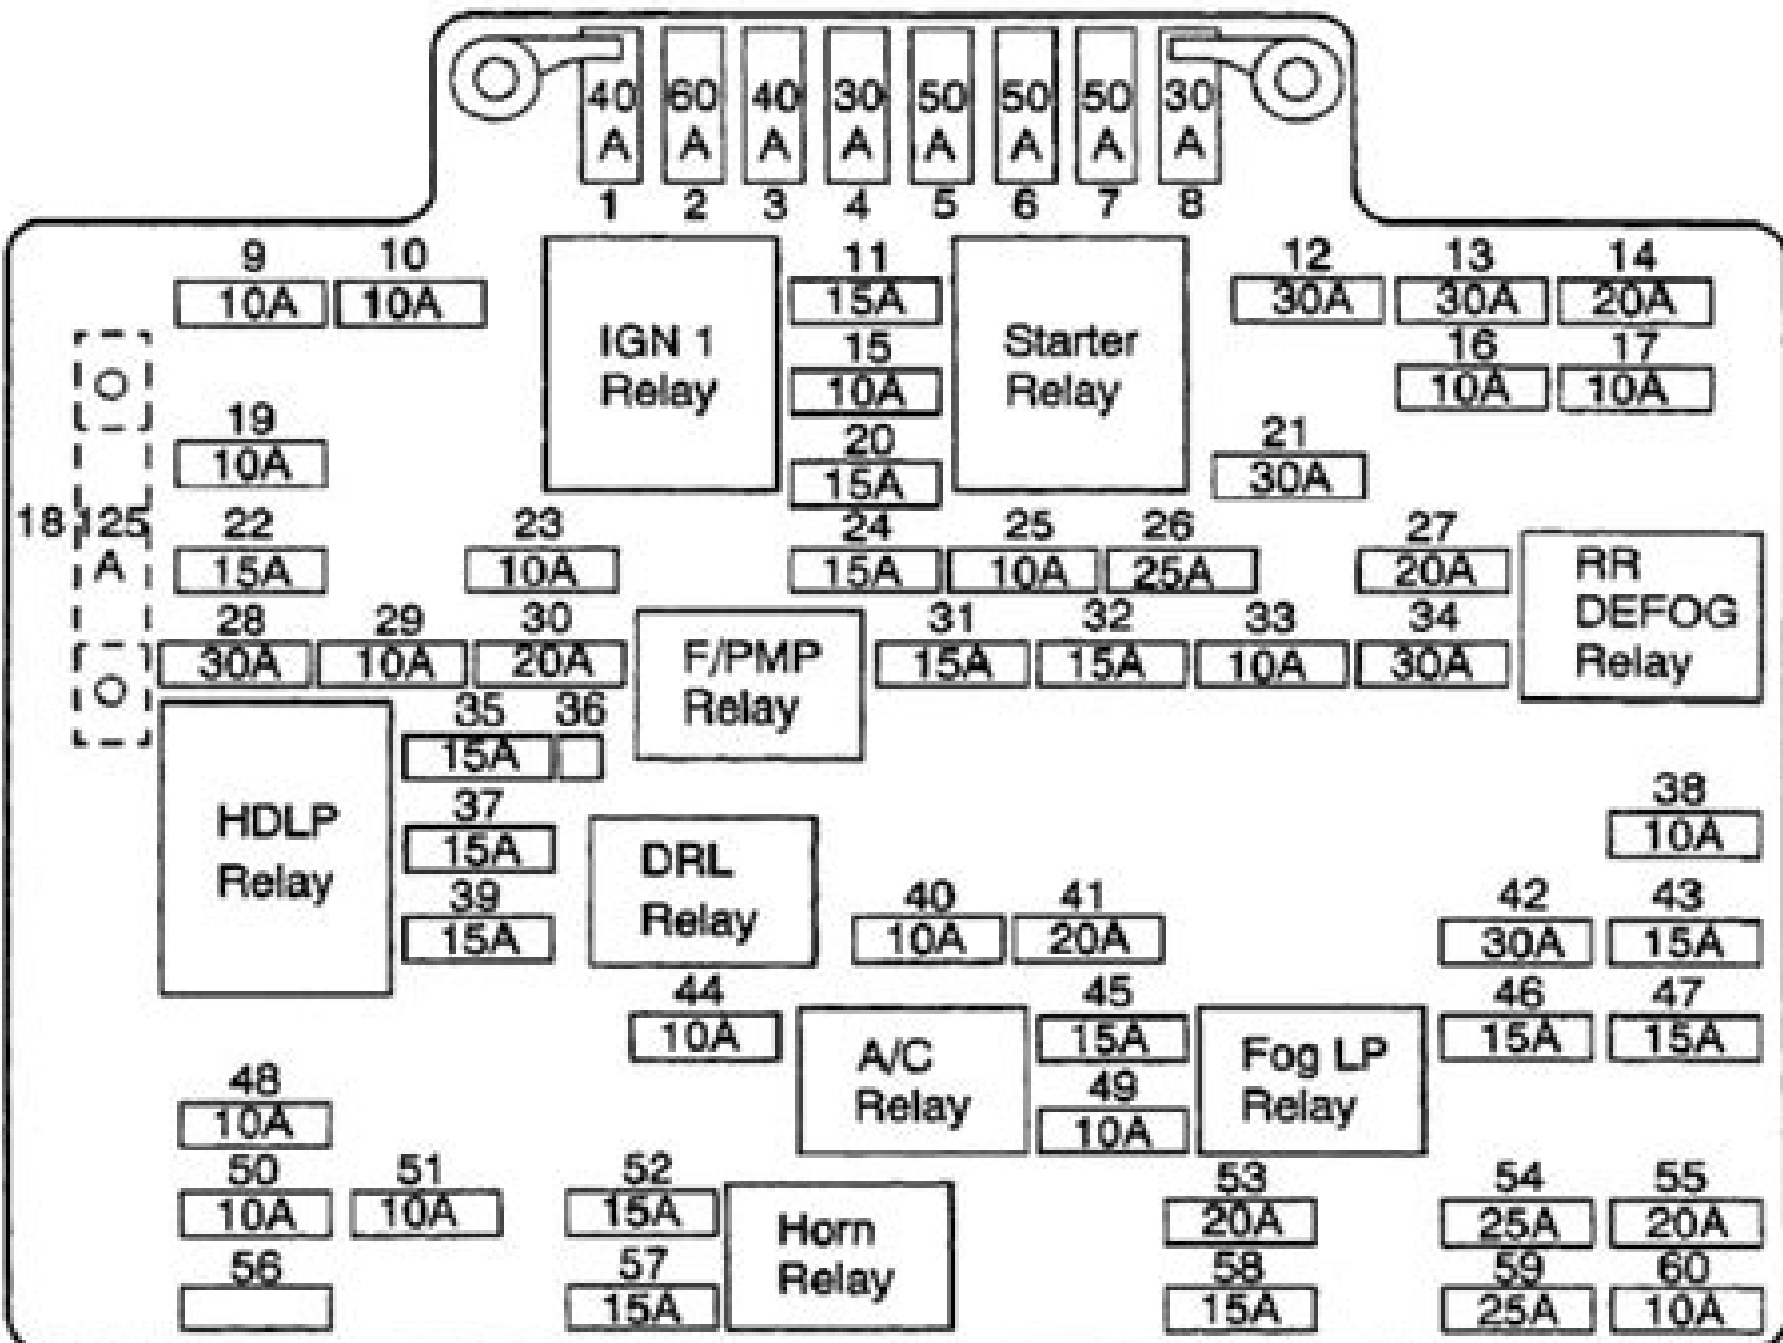 40 60 40 30 50 50 50 30
A A A A A A A A
1 2 3 4 5 6 7 8
9 10 11 12 13 14
10A 10A 15A 30A 30A 20A
IGN 1
Relay
Starter
Relay
15 16 17
10A 10A 10A
19 20 21
10A 15A 30A
18 125
A
22 23 24 25 26 27
15A 10A 15A 10A 25A 20A
RR
DEFOG
Relay
28 29 30 31 32 33 34
30A 10A 20A 15A 15A 10A 30A
F/PMP
Relay
35 36
15A
HDLP
Relay
37 38
15A 10A
DRL
Relay
39 40 41 42 43
15A 10A 20A 30A 15A
44 45 46 47
10A 15A 15A 15A
A/C
Relay
Fog LP
Relay
48 49
10A 10A
50 51 52 53 54 55
10A 10A 15A 20A 25A 20A
Horn
Relay
56 57 58 59 60
15A 15A 25A 10A